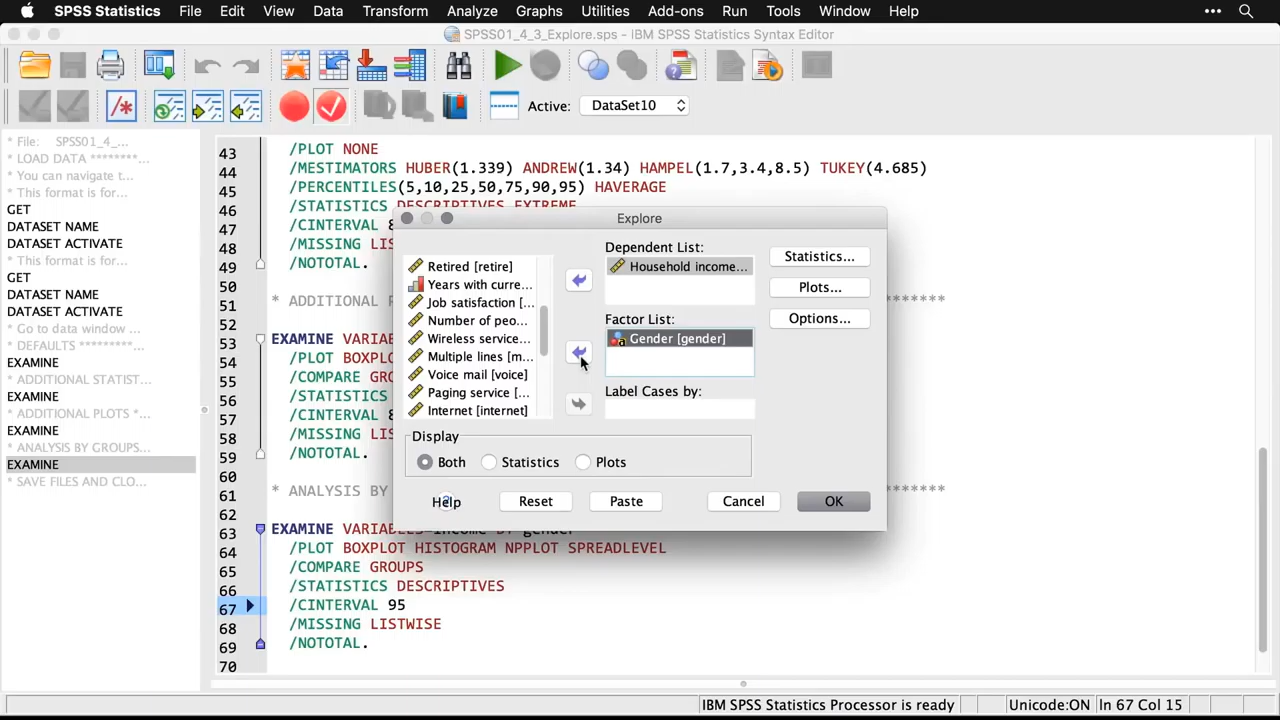 SPSS Statistics File Edit View Data Transform Analyze Graphs Utilities Add-ons Run Tools Window Help
SPSS01_4_3_Explore.sps - IBM SPSS Statistics Syntax Editor
Active: DataSet10
* File: SPSS01_4_...
* LOAD DATA ********...
* You can navigate t...
* This format is for...
GET
DATASET NAME
DATASET ACTIVATE
* This format is for...
GET
DATASET NAME
DATASET ACTIVATE
* Go to data window ...
* DEFAULTS *********...
EXAMINE
* ADDITIONAL STATIST...
EXAMINE
* ADDITIONAL PLOTS *...
EXAMINE
* ANALYSIS BY GROUPS...
EXAMINE
* SAVE FILES AND CLO...
43 /PLOT NONE
44 /MESTIMATORS HUBER(1.339) ANDREW(1.34) HAMPEL(1.7,3.4,8.5) TUKEY(4.685)
45 /PERCENTILES(5,10,25,50,75,90,95) HAVERAGE
46 /STATISTICS DESCRIPTIVES EXTREME
47 /CINTERVAL
48 /MISSING LIS
49 /NOTOTAL.
50
51 * ADDITIONAL *******
52
53 EXAMINE VARIA
54 /PLOT BOXPL
55 /COMPARE GRO
56 /STATISTICS
57 /CINTERVAL
58 /MISSING LIS
59 /NOTOTAL.
60
61 * ANALYSIS BY *******
62
63 EXAMINE VARIABLES=income BY gender
64 /PLOT BOXPLOT HISTOGRAM NPPLOT SPREADLEVEL
65 /COMPARE GROUPS
66 /STATISTICS DESCRIPTIVES
67 /CINTERVAL 95
68 /MISSING LISTWISE
69 /NOTOTAL.
70
Explore
Retired [retire]
Years with curre...
Job satisfaction [...
Number of peo...
Wireless service...
Multiple lines [m...
Voice mail [voice]
Paging service [...
Internet [internet]
Dependent List:
Household income...
Factor List:
Gender [gender]
Label Cases by:
Statistics...
Plots...
Options...
Display
Both Statistics Plots
Help Reset Paste Cancel OK
IBM SPSS Statistics Processor is ready Unicode:ON In 67 Col 15